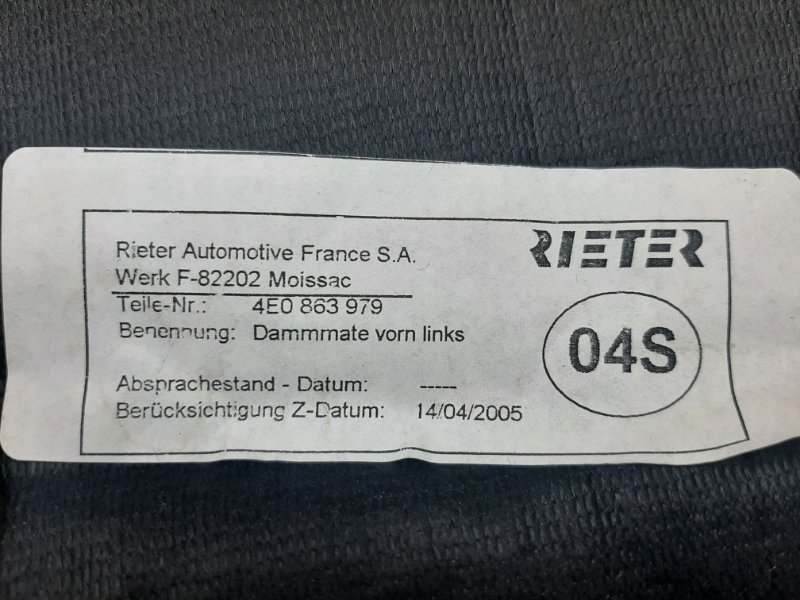 RIETER
Rieter Automotive France S.A.
Werk F-82202 Moissac
Teile-Nr.: 4E0 863 979
Benennung: Dammmate vorn links
04S
Absprachestand - Datum: -----
Berücksichtigung Z-Datum: 14/04/2005